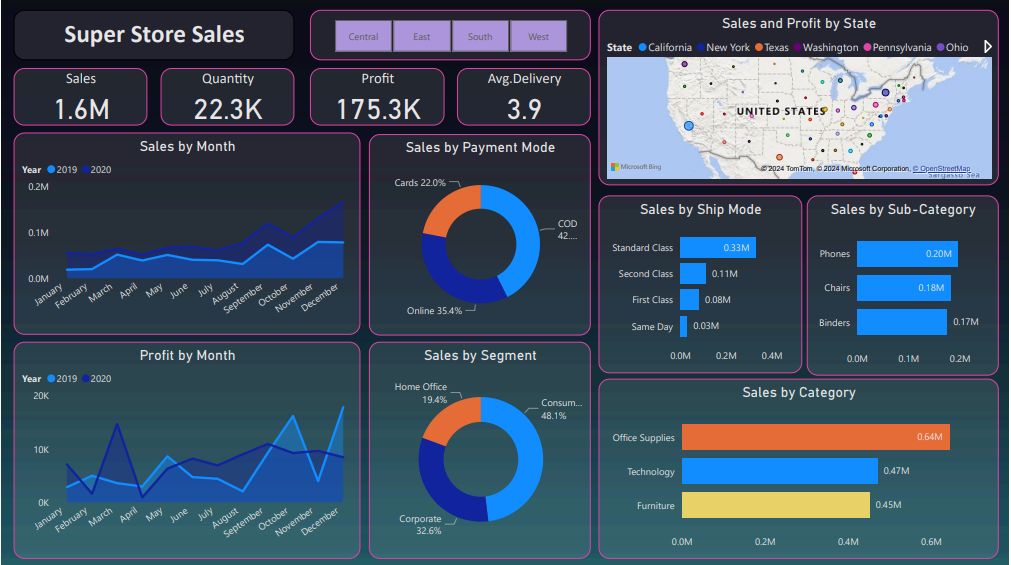 Super Store Sales
Central East South West
Sales
1.6M
Quantity
22.3K
Profit
175.3K
Avg.Delivery
3.9
Sales and Profit by State
State California New York Texas Washington Pennsylvania Ohio
UNITED STATES
Microsoft Bing
© 2024 TomTom, © 2024 Microsoft Corporation, © OpenStreetMap
Sargasso Sea
Sales by Month
Year 2019 2020
0.2M
0.1M
0.0M
January February March April May June July August September October November December
Sales by Payment Mode
Cards 22.0%
COD
42....
Online 35.4%
Sales by Ship Mode
Standard Class 0.33M
Second Class 0.11M
First Class 0.08M
Same Day 0.03M
0.0M 0.2M 0.4M
Sales by Sub-Category
Phones 0.20M
Chairs 0.18M
Binders 0.17M
0.0M 0.1M 0.2M
Profit by Month
Year 2019 2020
20K
10K
0K
January February March April May June July August September October November December
Sales by Segment
Home Office
19.4%
Consum...
48.1%
Corporate
32.6%
Sales by Category
Office Supplies 0.64M
Technology 0.47M
Furniture 0.45M
0.0M 0.2M 0.4M 0.6M